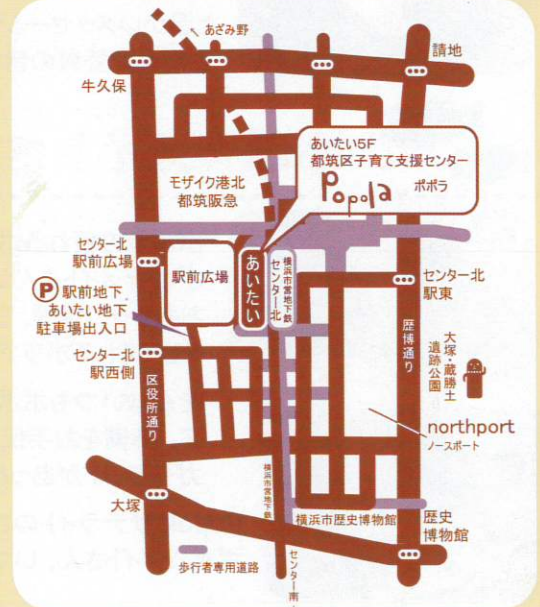 あざみ野
請地
牛久保
あいたい5F
都筑区子育て支援センター
Popola ポポラ
モザイク港北
都筑阪急
センター北
駅前広場
駅前広場
あいたい
横浜市営地下鉄
センター北
センター北
駅東
P 駅前地下
あいたい地下
駐車場出入口
センター北
駅西側
区役所通り
歴博通り
大塚・歳勝土
遺跡公園
northport
ノースポート
横浜市営地下鉄
大塚
横浜市歴史博物館
歴史
博物館
歩行者専用道路
センター南